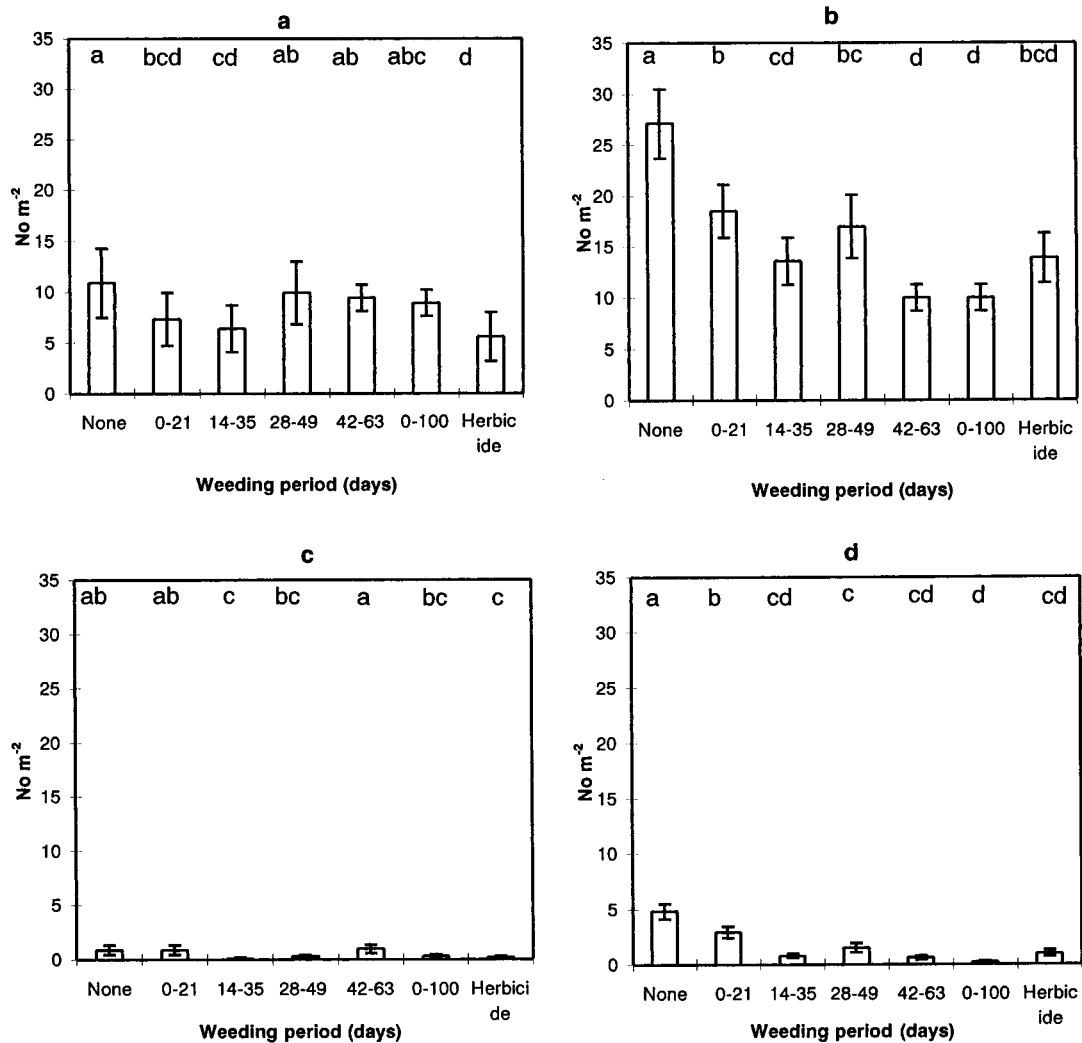 a
35
30
25
20
15
10
5
0
No m-2
a bcd cd ab ab abc d
None 0-21 14-35 28-49 42-63 0-100 Herbic
ide
Weeding period (days)
b
35
30
25
20
15
10
5
0
No m-2
a b cd bc d d bcd
None 0-21 14-35 28-49 42-63 0-100 Herbic
ide
Weeding period (days)
c
35
30
25
20
15
10
5
0
No m-2
ab ab c bc a bc c
None 0-21 14-35 28-49 42-63 0-100 Herbici
de
Weeding period (days)
d
35
30
25
20
15
10
5
0
No m-2
a b cd c cd d cd
None 0-21 14-35 28-49 42-63 0-100 Herbic
ide
Weeding period (days)